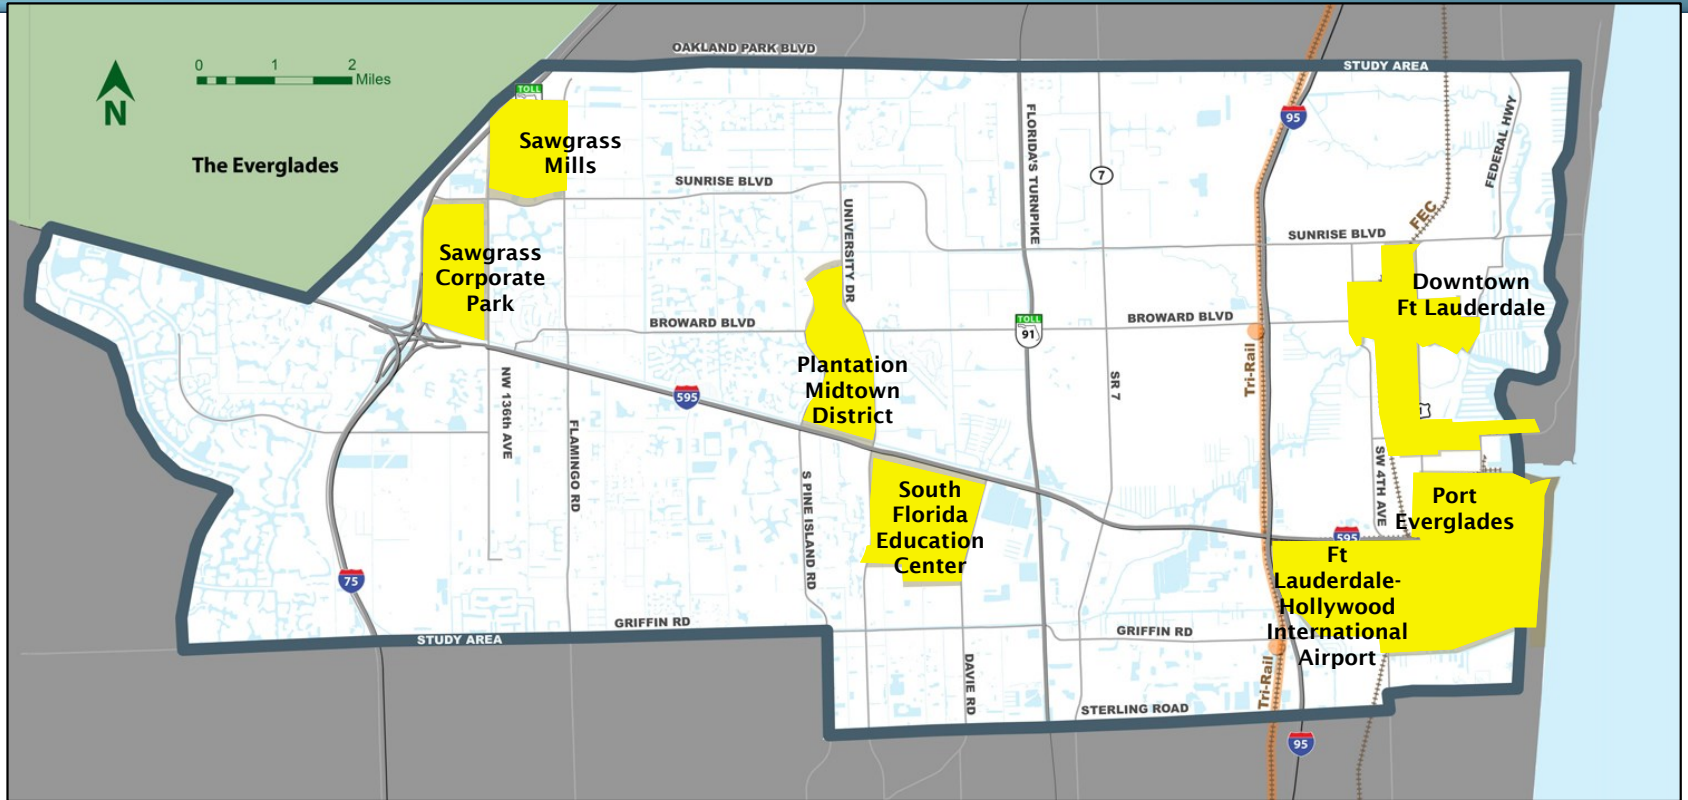 OAKLAND PARK BLVD
STUDY AREA
0 1 2
Miles
N
TOLL
The Everglades
Sawgrass
Mills
95
FEDERAL HWY
FLORIDA'S TURNPIKE
7
SUNRISE BLVD
UNIVERSITY DR
FEC
SUNRISE BLVD
Sawgrass
Corporate
Park
Downtown
Ft Lauderdale
BROWARD BLVD
TOLL
91
BROWARD BLVD
Tri-Rail
Plantation
Midtown
District
NW 136th AVE
595
SR 7
FLAMINGO RD
S PINE ISLAND RD
SW 4TH AVE
South
Florida
Education
Center
Port
Everglades
595
Ft
Lauderdale-
Hollywood
International
Airport
75
GRIFFIN RD
GRIFFIN RD
STUDY AREA
DAVIE RD
Tri-Rail
STERLING ROAD
95